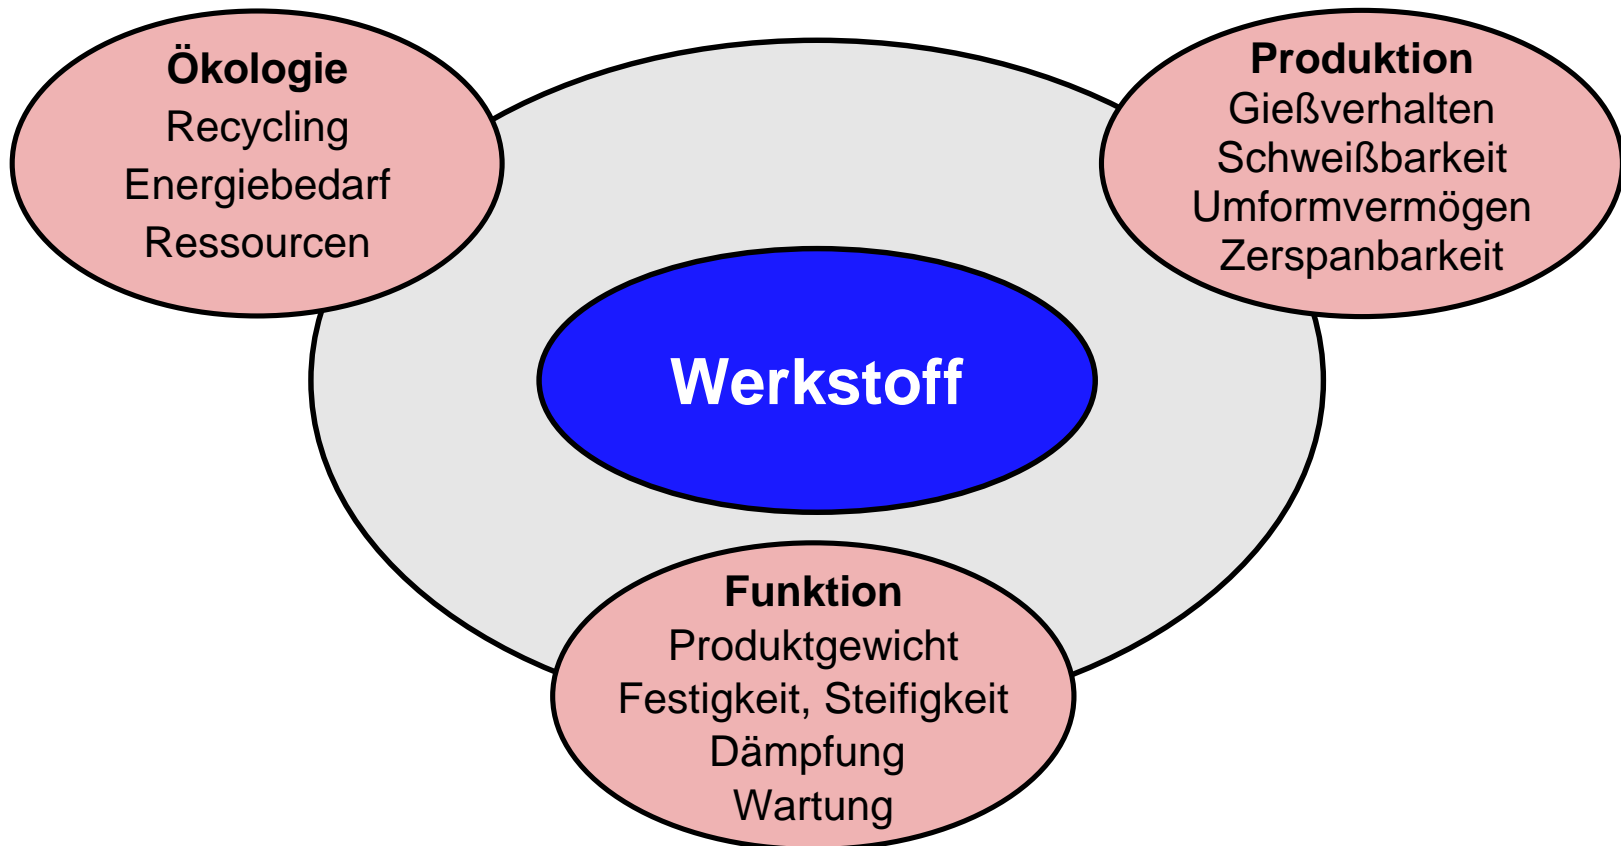 Ökologie
Recycling
Energiebedarf
Ressourcen
Produktion
Gießverhalten
Schweißbarkeit
Umformvermögen
Zerspanbarkeit
Werkstoff
Funktion
Produktgewicht
Festigkeit, Steifigkeit
Dämpfung
Wartung